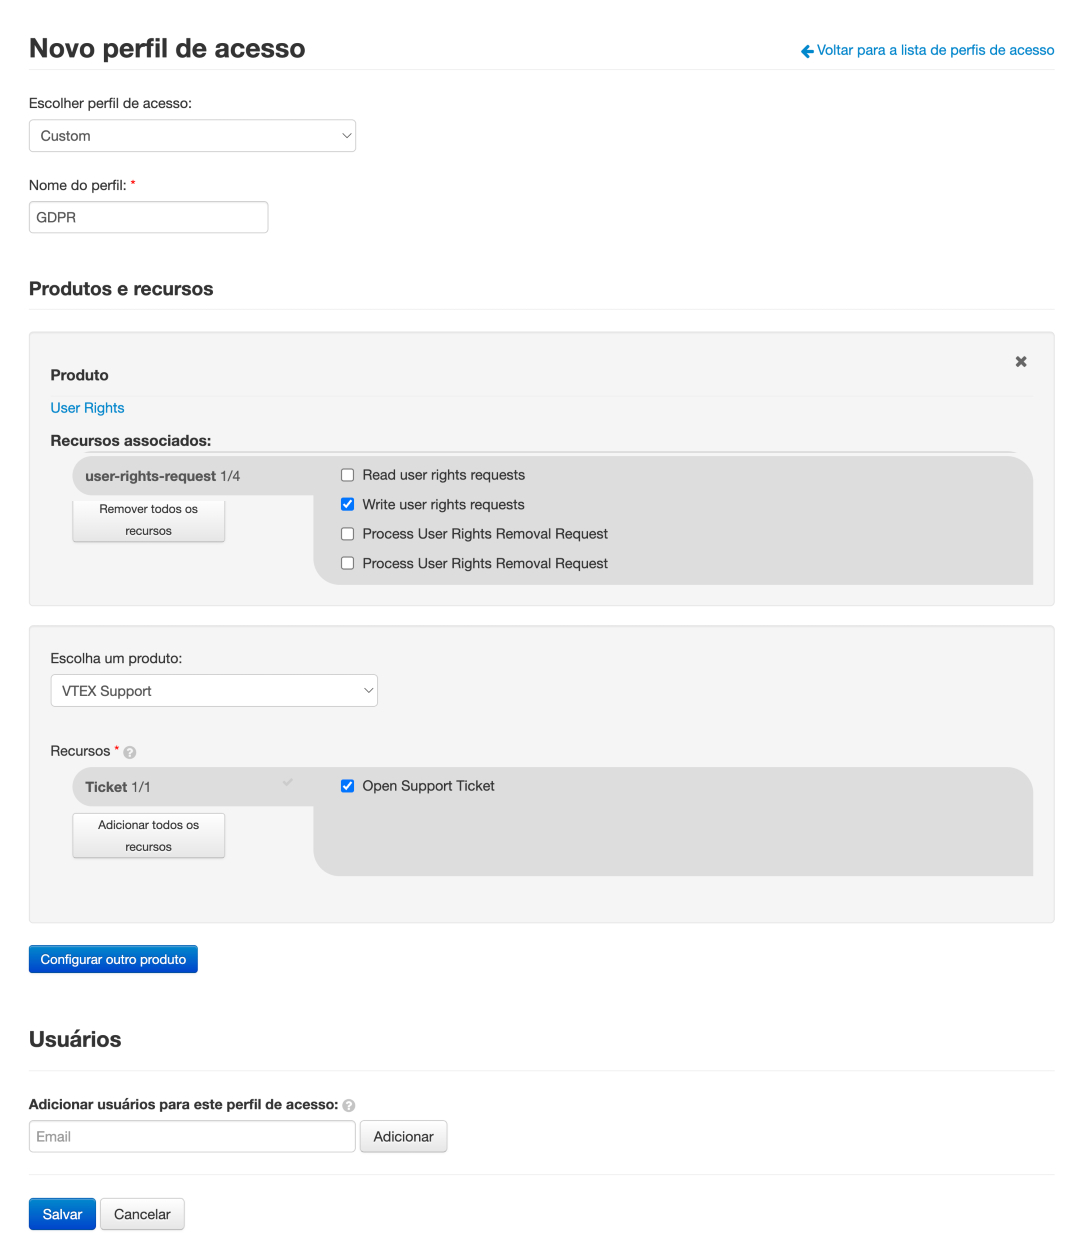 Novo perfil de acesso
Voltar para a lista de perfis de acesso
Escolher perfil de acesso:
Custom
Nome do perfil: *
GDPR
Produtos e recursos
Produto
User Rights
Recursos associados:
user-rights-request 1/4
Remover todos os
recursos
Read user rights requests
Write user rights requests
Process User Rights Removal Request
Process User Rights Removal Request
Escolha um produto:
VTEX Support
Recursos * ?
Ticket 1/1
Adicionar todos os
recursos
Open Support Ticket
Configurar outro produto
Usuários
Adicionar usuários para este perfil de acesso: ?
Email
Adicionar
Salvar
Cancelar